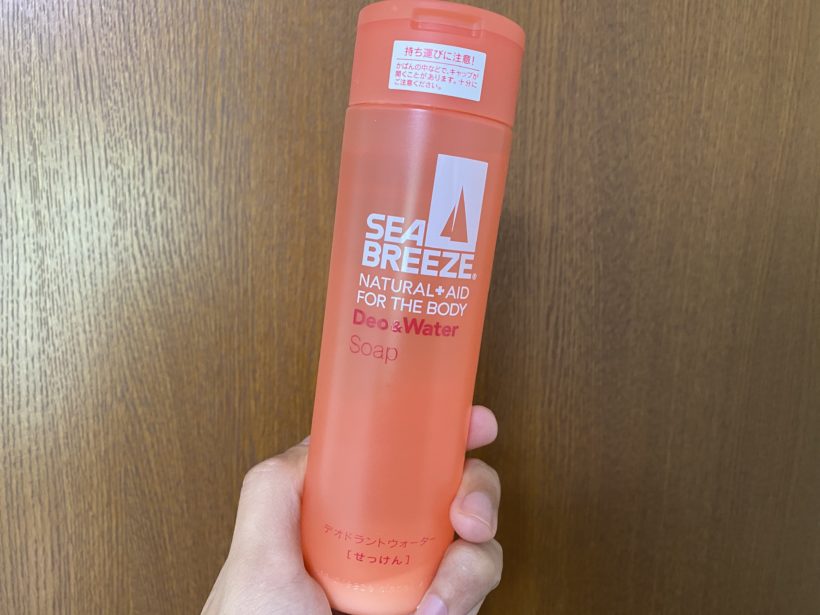 持ち運びに注意!
かばんの中などで、キャップが
開くことがあります。十分に
ご注意ください。
SEA
BREEZE®
NATURAL+AID
FOR THE BODY
Deo&Water
Soap
デオドラントウォーター
[せっけん]